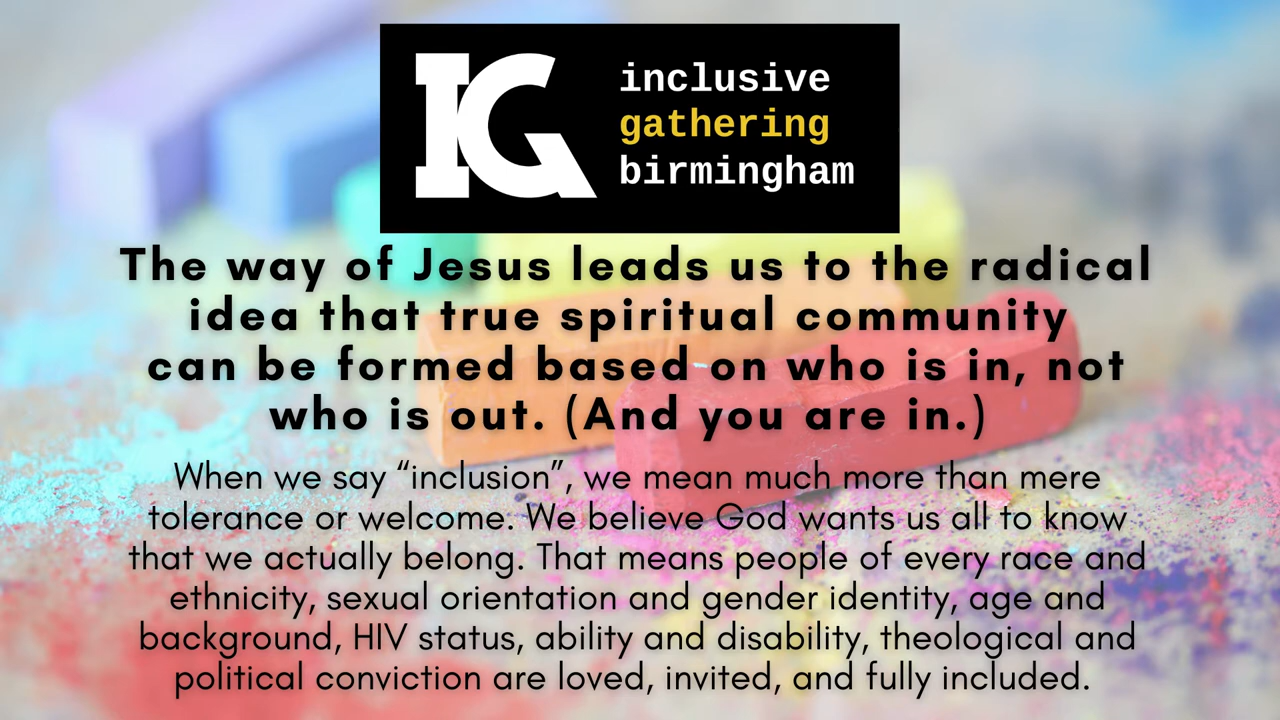 IG
inclusive
gathering
birmingham
The way of Jesus leads us to the radical
idea that true spiritual community
can be formed based on who is in, not
who is out. (And you are in.)
When we say “inclusion”, we mean much more than mere
tolerance or welcome. We believe God wants us all to know
that we actually belong. That means people of every race and
ethnicity, sexual orientation and gender identity, age and
background, HIV status, ability and disability, theological and
political conviction are loved, invited, and fully included.